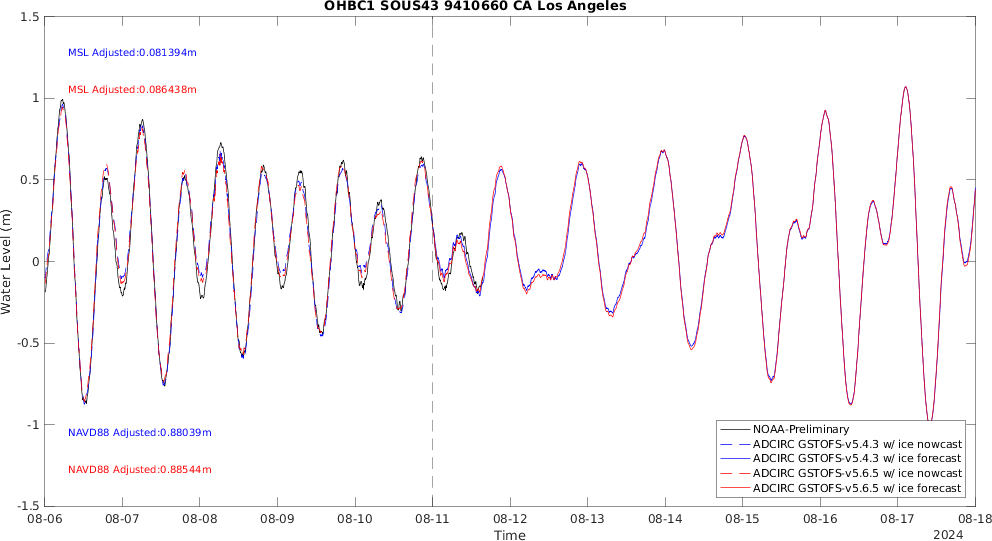 OHBC1 SOUS43 9410660 CA Los Angeles
1.5
MSL Adjusted:0.081394m
MSL Adjusted:0.086438m
1
0.5
0
Water Level (m)
-0.5
-1
NAVD88 Adjusted:0.88039m
NAVD88 Adjusted:0.88544m
-1.5
NOAA-Preliminary
ADCIRC GSTOFS-v5.4.3 w/ ice nowcast
ADCIRC GSTOFS-v5.4.3 w/ ice forecast
ADCIRC GSTOFS-v5.6.5 w/ ice nowcast
ADCIRC GSTOFS-v5.6.5 w/ ice forecast
08-06 08-07 08-08 08-09 08-10 08-11 08-12 08-13 08-14 08-15 08-16 08-17 08-18
Time
2024